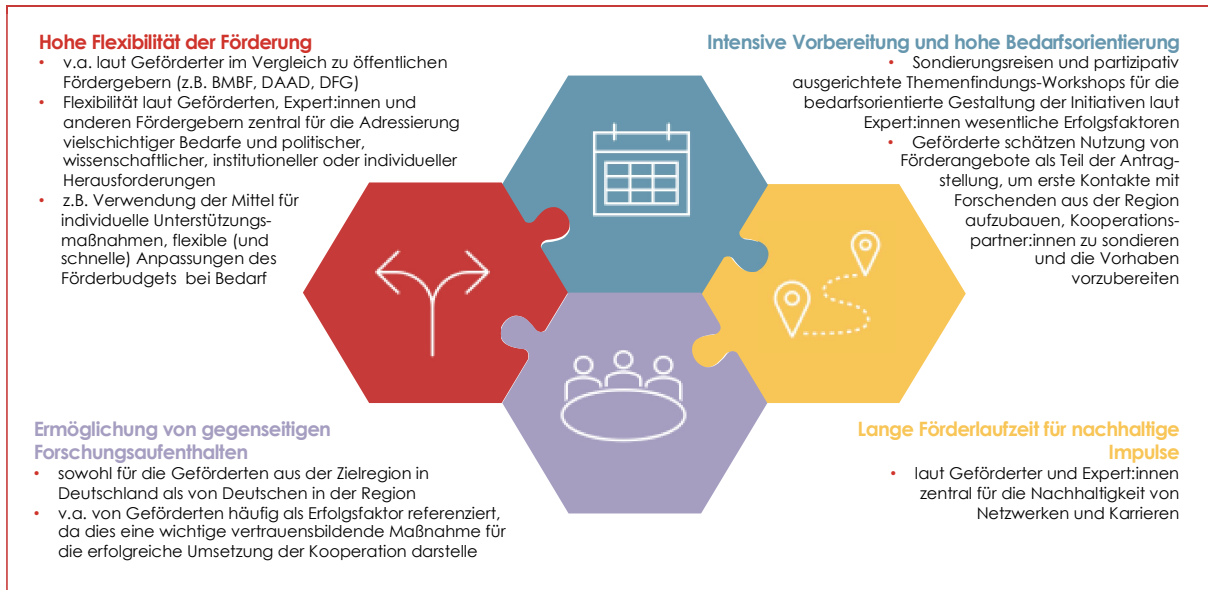 Hohe Flexibilität der Förderung
• v.a. laut Geförderter im Vergleich zu öffentlichen
Fördergebern (z.B. BMBF, DAAD, DFG)
• Flexibilität laut Geförderten, Expert:innen und
anderen Fördergebern zentral für die Adressierung
vielschichtiger Bedarfe und politischer,
wissenschaftlicher, institutioneller oder individueller
Herausforderungen
• z.B. Verwendung der Mittel für
individuelle Unterstützungs-
maßnahmen, flexible (und
schnelle) Anpassungen des
Förderbudgets bei Bedarf
Intensive Vorbereitung und hohe Bedarfsorientierung
• Sondierungsreisen und partizipativ
ausgerichtete Themenfindungs-Workshops für die
bedarfsorientierte Gestaltung der Initiativen laut
Expert:innen wesentliche Erfolgsfaktoren
• Geförderte schätzen Nutzung von
Förderangebote als Teil der Antrag-
stellung, um erste Kontakte mit
Forschenden aus der Region
aufzubauen, Kooperations-
partner:innen zu sondieren
und die Vorhaben
vorzubereiten
Ermöglichung von gegenseitigen
Forschungsaufenthalten
• sowohl für die Geförderten aus der Zielregion in
Deutschland als von Deutschen in der Region
• v.a. von Geförderten häufig als Erfolgsfaktor referenziert,
da dies eine wichtige vertrauensbildende Maßnahme für
die erfolgreiche Umsetzung der Kooperation darstelle
Lange Förderlaufzeit für nachhaltige
Impulse
• laut Geförderter und Expert:innen
zentral für die Nachhaltigkeit von
Netzwerken und Karrieren